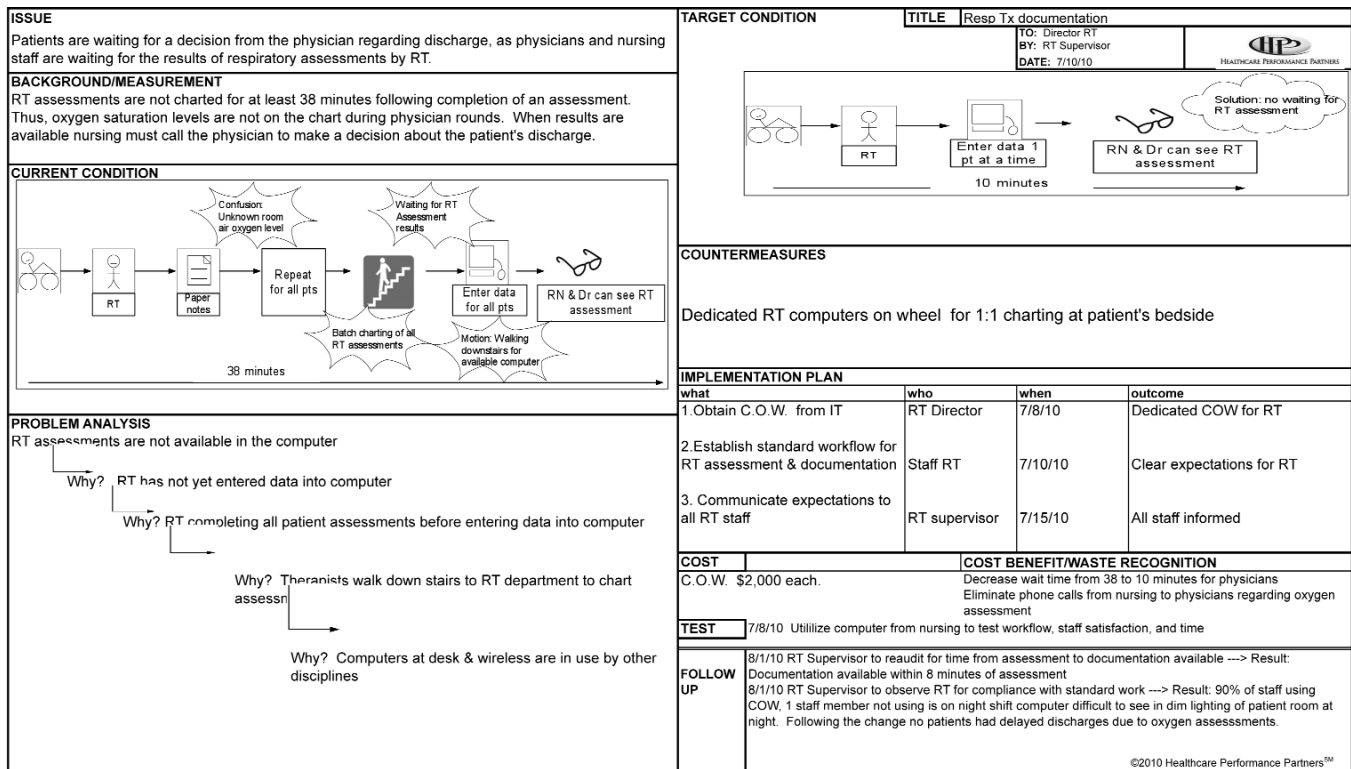 ISSUE
Patients are waiting for a decision from the physician regarding discharge, as physicians and nursing
staff are waiting for the results of respiratory assessments by RT.
BACKGROUND/MEASUREMENT
RT assessments are not charted for at least 38 minutes following completion of an assessment.
Thus, oxygen saturation levels are not on the chart during physician rounds. When results are
available nursing must call the physician to make a decision about the patient's discharge.
CURRENT CONDITION
Confusion:
Unknown room
air oxygen level
Waiting for RT
Assessment
results
RT
Paper
notes
Repeat
for all pts
Enter data
for all pts
RN & Dr can see RT
assessment
Batch charting of all
RT assessments
Motion: Walking
downstairs for
available computer
38 minutes
PROBLEM ANALYSIS
RT assessments are not available in the computer
Why? RT has not yet entered data into computer
Why? RT completing all patient assessments before entering data into computer
Why? Therapists walk down stairs to RT department to chart
assessn
Why? Computers at desk & wireless are in use by other
disciplines
TARGET CONDITION
TITLE Resp Tx documentation
TO: Director RT
BY: RT Supervisor
DATE: 7/10/10
HPP
HEALTHCARE PERFORMANCE PARTNERS
Solution: no waiting for
RT assessment
RT
Enter data 1
pt at a time
RN & Dr can see RT
assessment
10 minutes
COUNTERMEASURES
Dedicated RT computers on wheel for 1:1 charting at patient's bedside
IMPLEMENTATION PLAN
what who when outcome
1.Obtain C.O.W. from IT RT Director 7/8/10 Dedicated COW for RT
2.Establish standard workflow for
RT assessment & documentation Staff RT 7/10/10 Clear expectations for RT
3. Communicate expectations to
all RT staff RT supervisor 7/15/10 All staff informed
COST
C.O.W. $2,000 each.
COST BENEFIT/WASTE RECOGNITION
Decrease wait time from 38 to 10 minutes for physicians
Eliminate phone calls from nursing to physicians regarding oxygen
assessment
TEST 7/8/10 Utililize computer from nursing to test workflow, staff satisfaction, and time
FOLLOW
UP
8/1/10 RT Supervisor to reaudit for time from assessment to documentation available ---> Result:
Documentation available within 8 minutes of assessment
8/1/10 RT Supervisor to observe RT for compliance with standard work ---> Result: 90% of staff using
COW, 1 staff member not using is on night shift computer difficult to see in dim lighting of patient room at
night. Following the change no patients had delayed discharges due to oxygen assesssments.
©2010 Healthcare Performance Partners℠